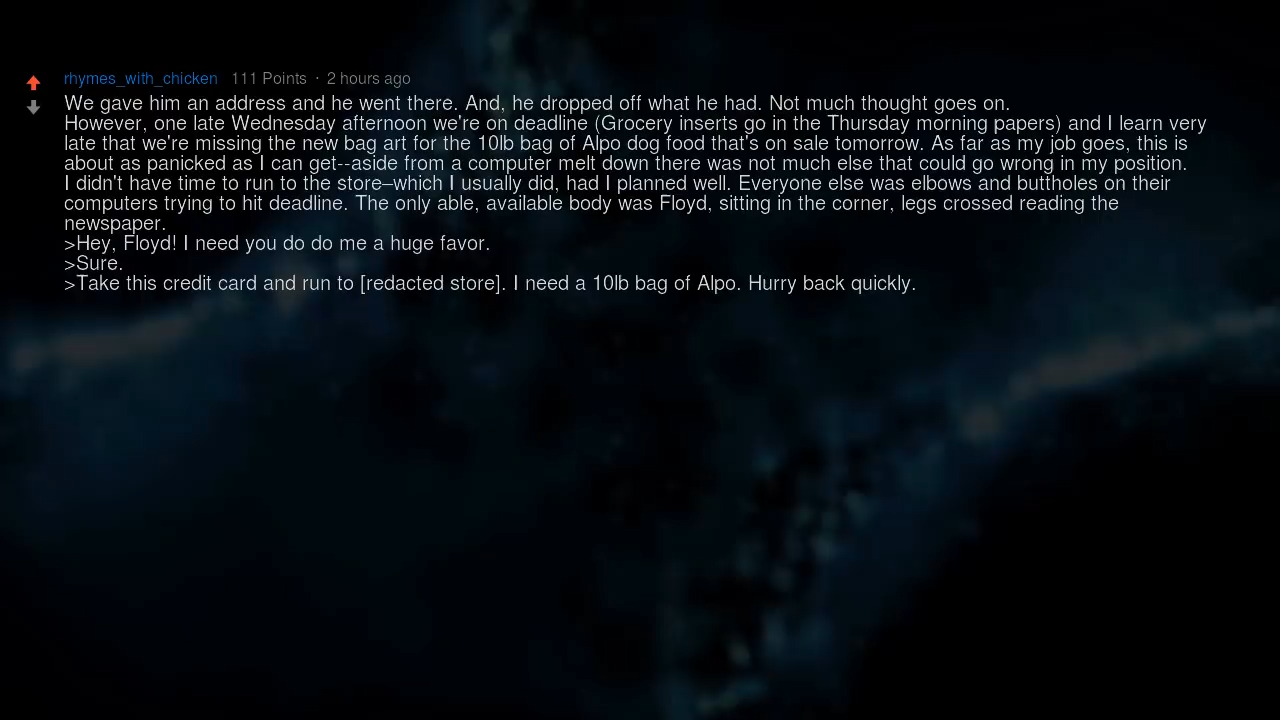 rhymes_with_chicken 111 Points · 2 hours ago
We gave him an address and he went there. And, he dropped off what he had. Not much thought goes on.
However, one late Wednesday afternoon we're on deadline (Grocery inserts go in the Thursday morning papers) and I learn very
late that we're missing the new bag art for the 10lb bag of Alpo dog food that's on sale tomorrow. As far as my job goes, this is
about as panicked as I can get--aside from a computer melt down there was not much else that could go wrong in my position.
I didn't have time to run to the store–which I usually did, had I planned well. Everyone else was elbows and buttholes on their
computers trying to hit deadline. The only able, available body was Floyd, sitting in the corner, legs crossed reading the
newspaper.
>Hey, Floyd! I need you do do me a huge favor.
>Sure.
>Take this credit card and run to [redacted store]. I need a 10lb bag of Alpo. Hurry back quickly.